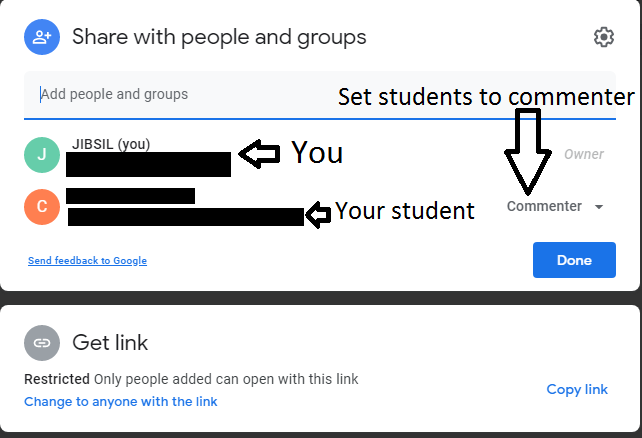 Share with people and groups
Add people and groups
Set students to commenter
J
JIBSIL (you)
You
Owner
C
Your student
Commenter
Send feedback to Google
Done
Get link
Restricted Only people added can open with this link
Change to anyone with the link
Copy link